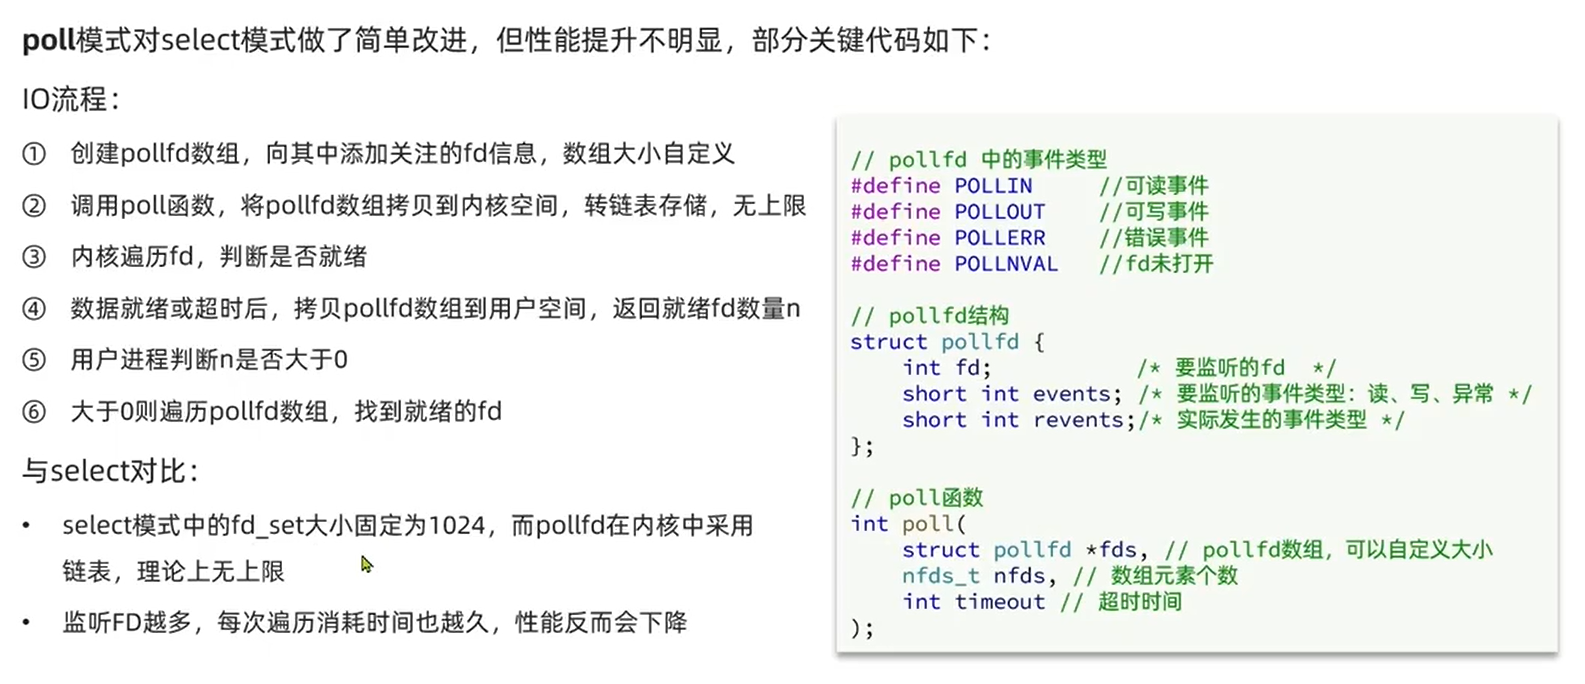 poll模式对select模式做了简单改进，但性能提升不明显，部分关键代码如下：
IO流程：
① 创建pollfd数组，向其中添加关注的fd信息，数组大小自定义
② 调用poll函数，将pollfd数组拷贝到内核空间，转链表存储，无上限
③ 内核遍历fd，判断是否就绪
④ 数据就绪或超时后，拷贝pollfd数组到用户空间，返回就绪fd数量n
⑤ 用户进程判断n是否大于0
⑥ 大于0则遍历pollfd数组，找到就绪的fd
与select对比：
• select模式中的fd_set大小固定为1024，而pollfd在内核中采用
链表，理论上无上限
• 监听FD越多，每次遍历消耗时间也越久，性能反而会下降
// pollfd 中的事件类型
#define POLLIN     //可读事件
#define POLLOUT    //可写事件
#define POLLERR    //错误事件
#define POLLNVAL   //fd未打开
// pollfd结构
struct pollfd {
    int fd;           /* 要监听的fd  */
    short int events; /* 要监听的事件类型：读、写、异常 */
    short int revents;/* 实际发生的事件类型 */
};
// poll函数
int poll(
    struct pollfd *fds, // pollfd数组，可以自定义大小
    nfds_t nfds, // 数组元素个数
    int timeout // 超时时间
);